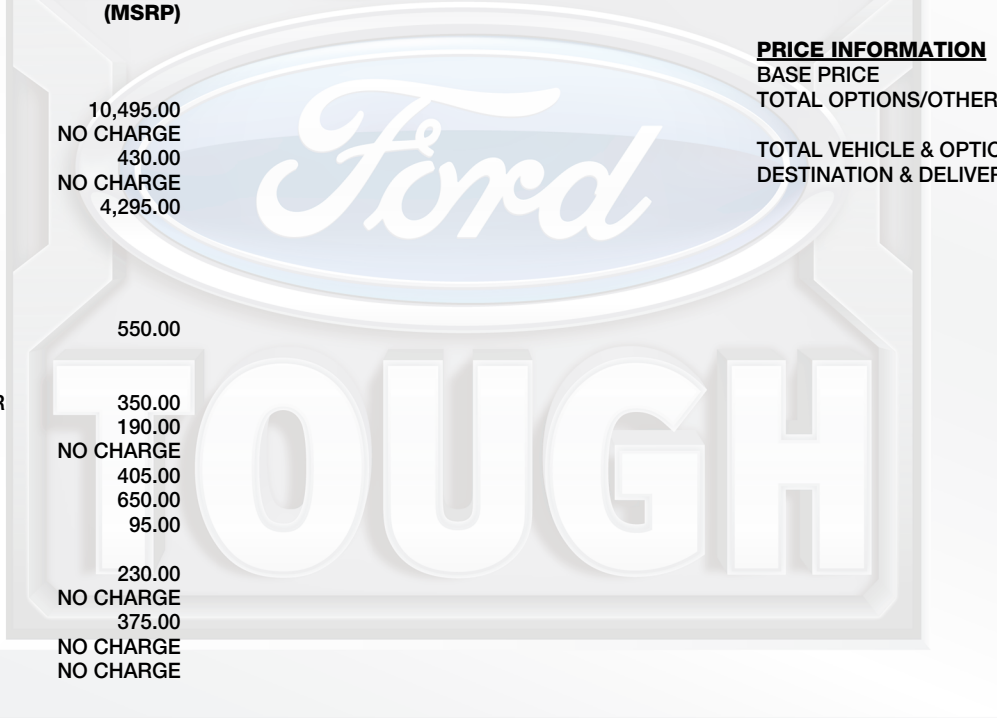 (MSRP)
10,495.00
NO CHARGE
430.00
NO CHARGE
4,295.00
550.00
R 350.00
190.00
NO CHARGE
405.00
650.00
95.00
230.00
NO CHARGE
375.00
NO CHARGE
NO CHARGE
PRICE INFORMATION
BASE PRICE
TOTAL OPTIONS/OTHER
TOTAL VEHICLE & OPTIO
DESTINATION & DELIVER
Ford
TOUGH